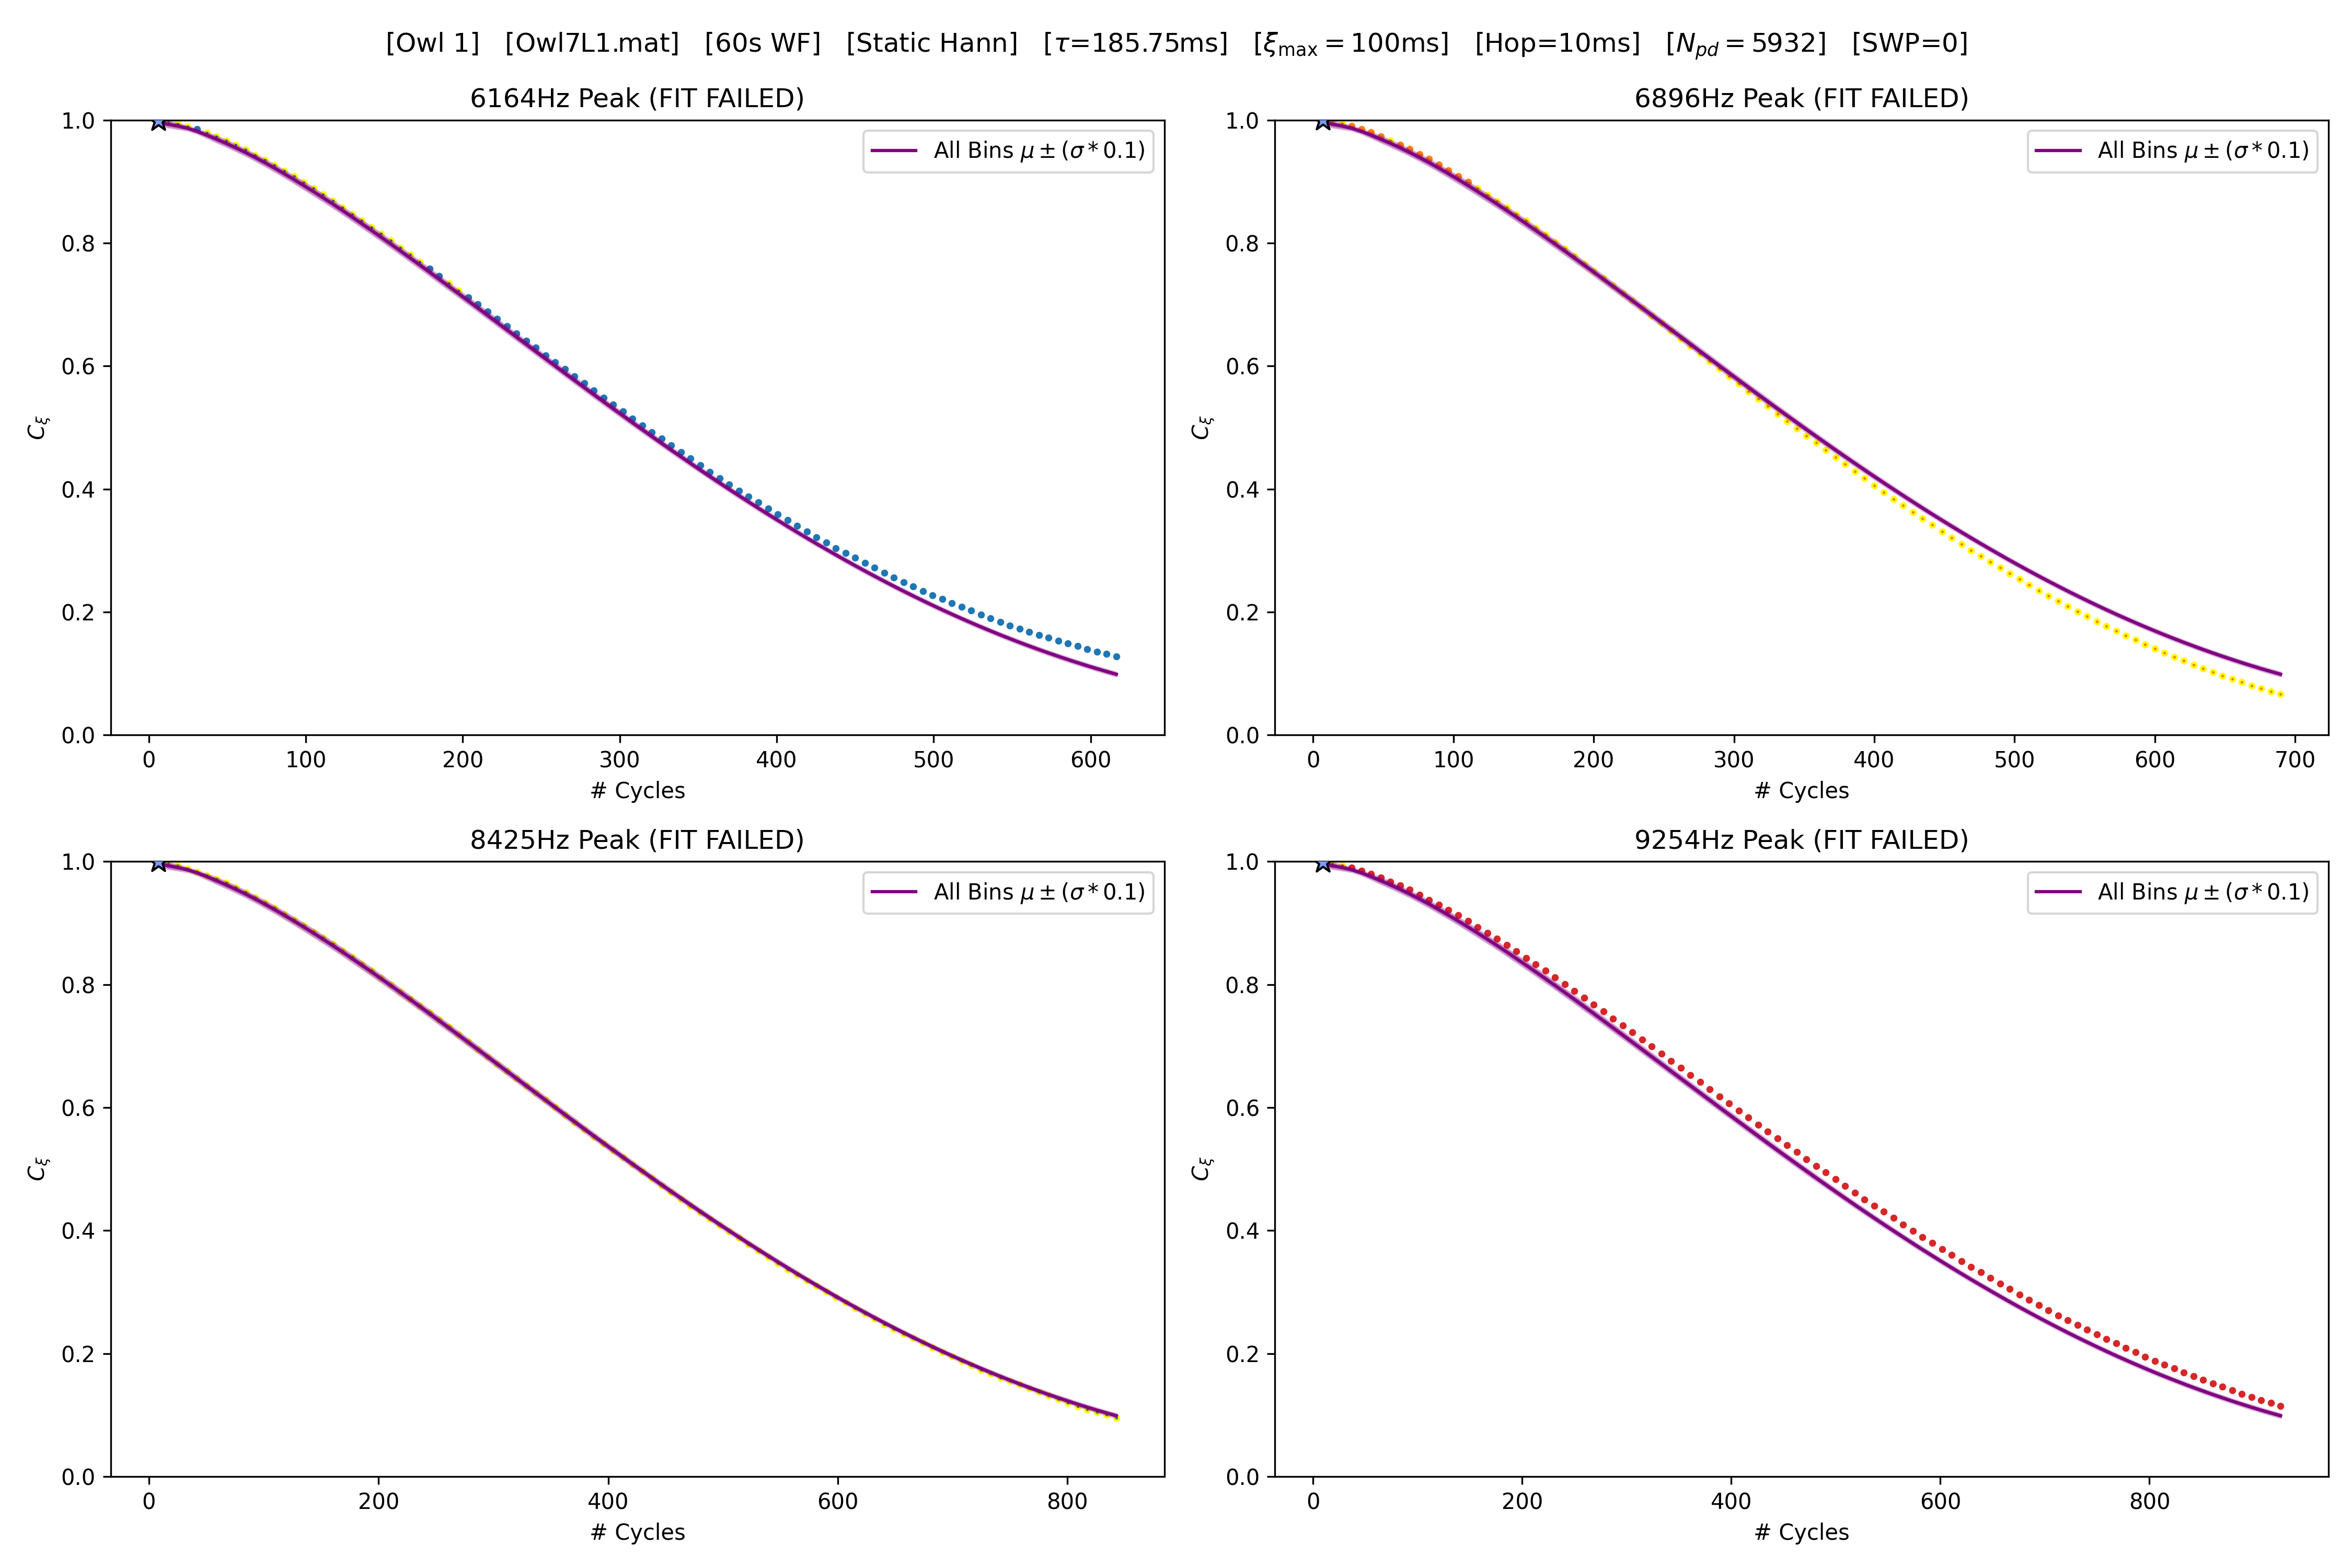 [Owl 1] [Owl7L1.mat] [60s WF] [Static Hann] [τ=185.75ms] [ξmax = 100ms] [Hop=10ms] [Npd = 5932] [SWP=0]
6164Hz Peak (FIT FAILED)
1.0
0.8
0.6
0.4
0.2
0.0
Cξ
All Bins μ ± (σ * 0.1)
0 100 200 300 400 500 600
# Cycles
6896Hz Peak (FIT FAILED)
1.0
0.8
0.6
0.4
0.2
0.0
Cξ
All Bins μ ± (σ * 0.1)
0 100 200 300 400 500 600 700
# Cycles
8425Hz Peak (FIT FAILED)
1.0
0.8
0.6
0.4
0.2
0.0
Cξ
All Bins μ ± (σ * 0.1)
0 200 400 600 800
# Cycles
9254Hz Peak (FIT FAILED)
1.0
0.8
0.6
0.4
0.2
0.0
Cξ
All Bins μ ± (σ * 0.1)
0 200 400 600 800
# Cycles